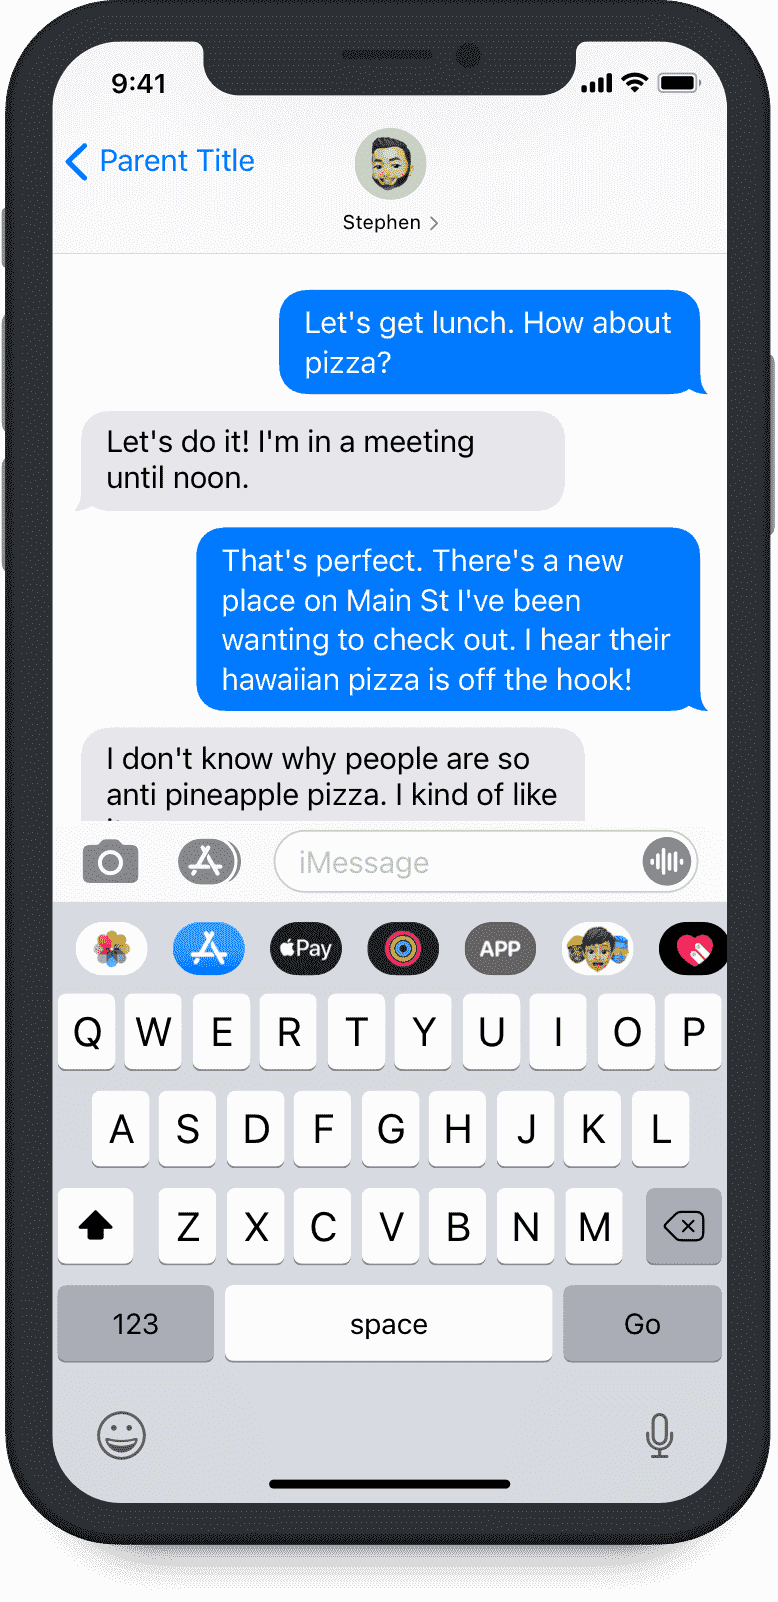 9:41
Parent Title
Stephen
Let's get lunch. How about
pizza?
Let's do it! I'm in a meeting
until noon.
That's perfect. There's a new
place on Main St I've been
wanting to check out. I hear their
hawaiian pizza is off the hook!
I don't know why people are so
anti pineapple pizza. I kind of like
iMessage
Pay APP
Q W E R T Y U I O P
A S D F G H J K L
Z X C V B N M
123 space Go